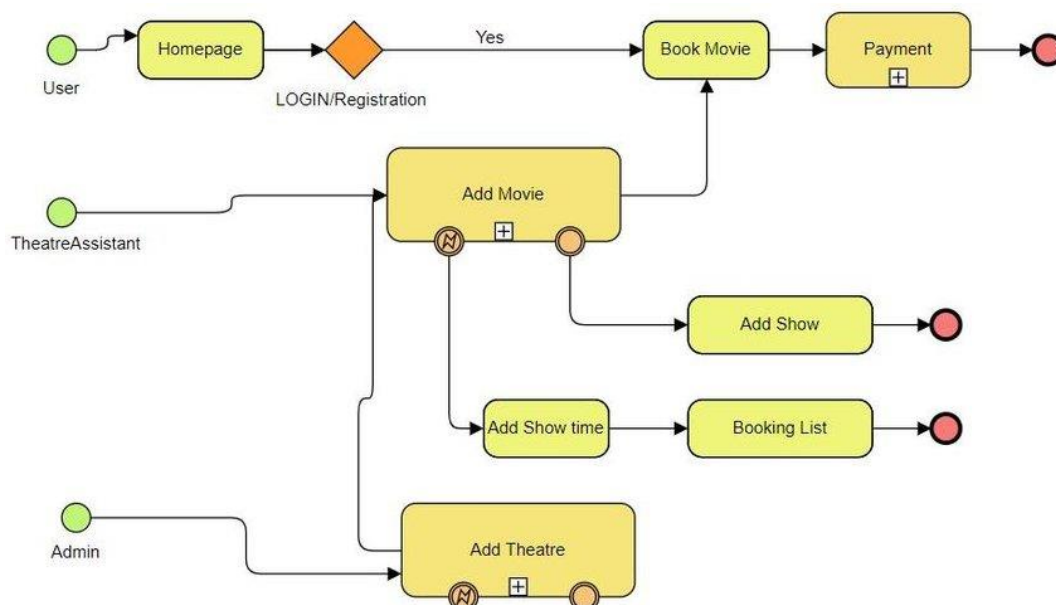 Homepage
Yes
Book Movie
Payment
User
LOGIN/Registration
Add Movie
TheatreAssistant
Add Show
Add Show time
Booking List
Admin
Add Theatre